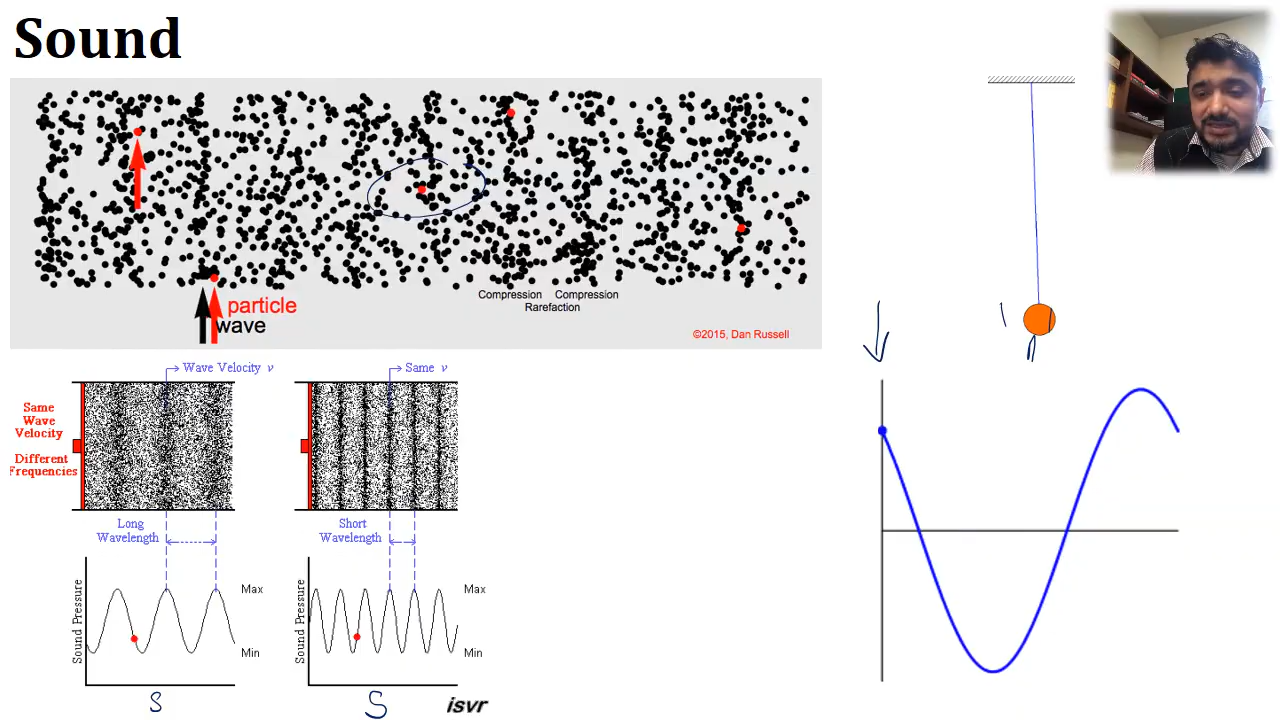 Sound
particle
wave
Compression
Compression
Rarefaction
©2015, Dan Russell
Wave Velocity v
Same v
Same
Wave
Velocity
Different
Frequencies
Long
Wavelength
Short
Wavelength
Sound Pressure
Max
Min
Sound Pressure
Max
Min
S
S
isvr